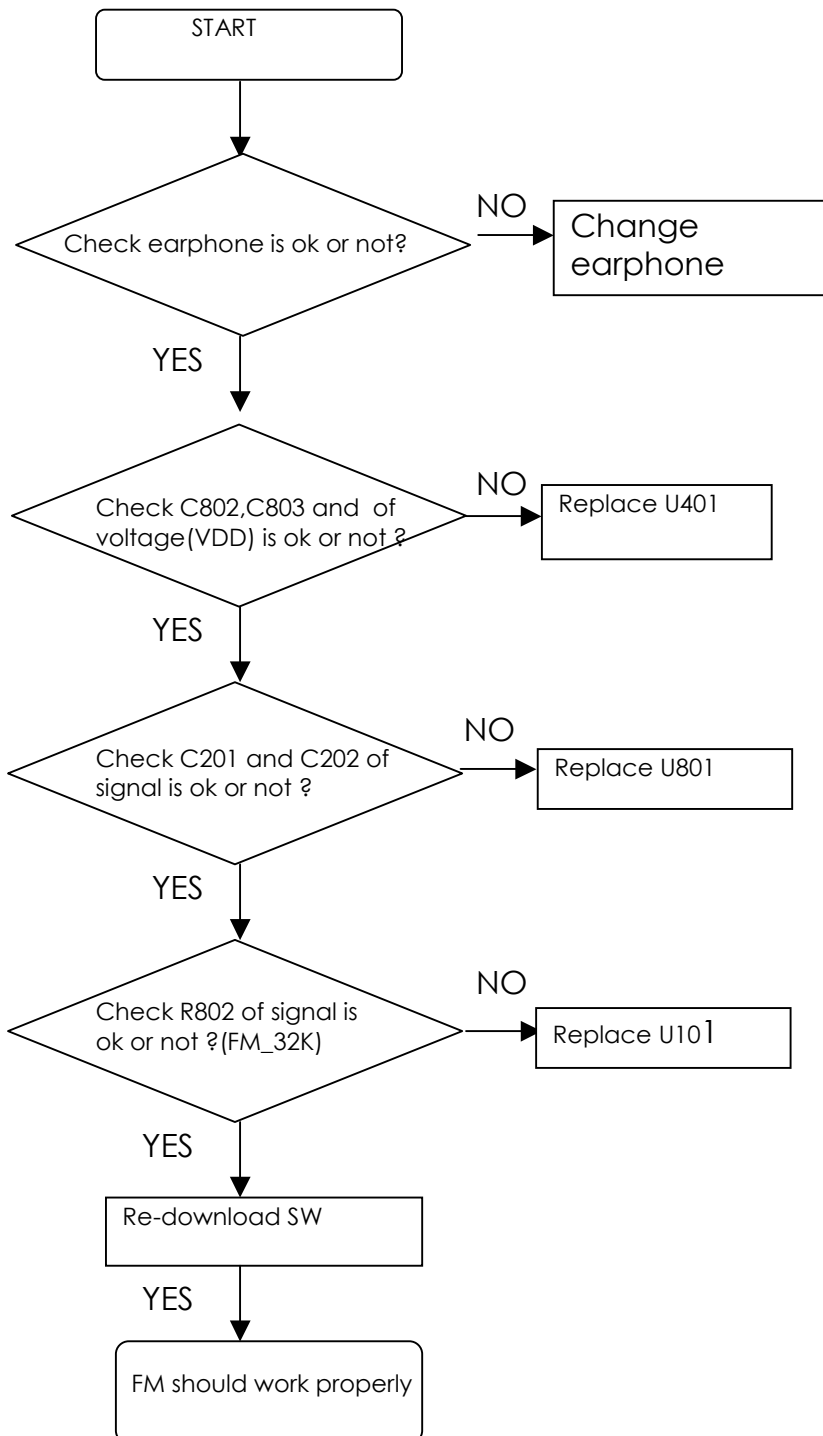 START
Check earphone is ok or not?
NO
Change
earphone
YES
Check C802,C803 and of
voltage(VDD) is ok or not ?
NO
Replace U401
YES
Check C201 and C202 of
signal is ok or not ?
NO
Replace U801
YES
Check R802 of signal is
ok or not ?(FM_32K)
NO
Replace U101
YES
Re-download SW
YES
FM should work properly